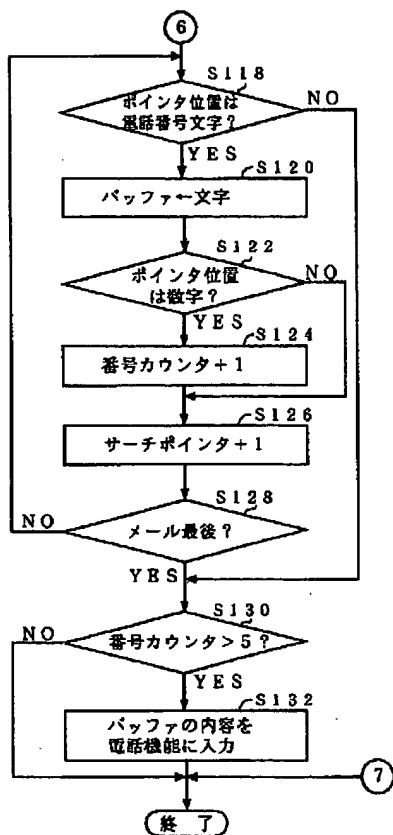 6
S118
ポインタ位置は
電話番号文字?
NO
YES
S120
バッファ←文字
S122
ポインタ位置
は数字?
NO
YES
S124
番号カウンタ+1
S126
サーチポインタ+1
S128
NO
メール最後?
YES
S130
NO
番号カウンタ>5?
YES
S132
バッファの内容を
電話機能に入力
7
終了